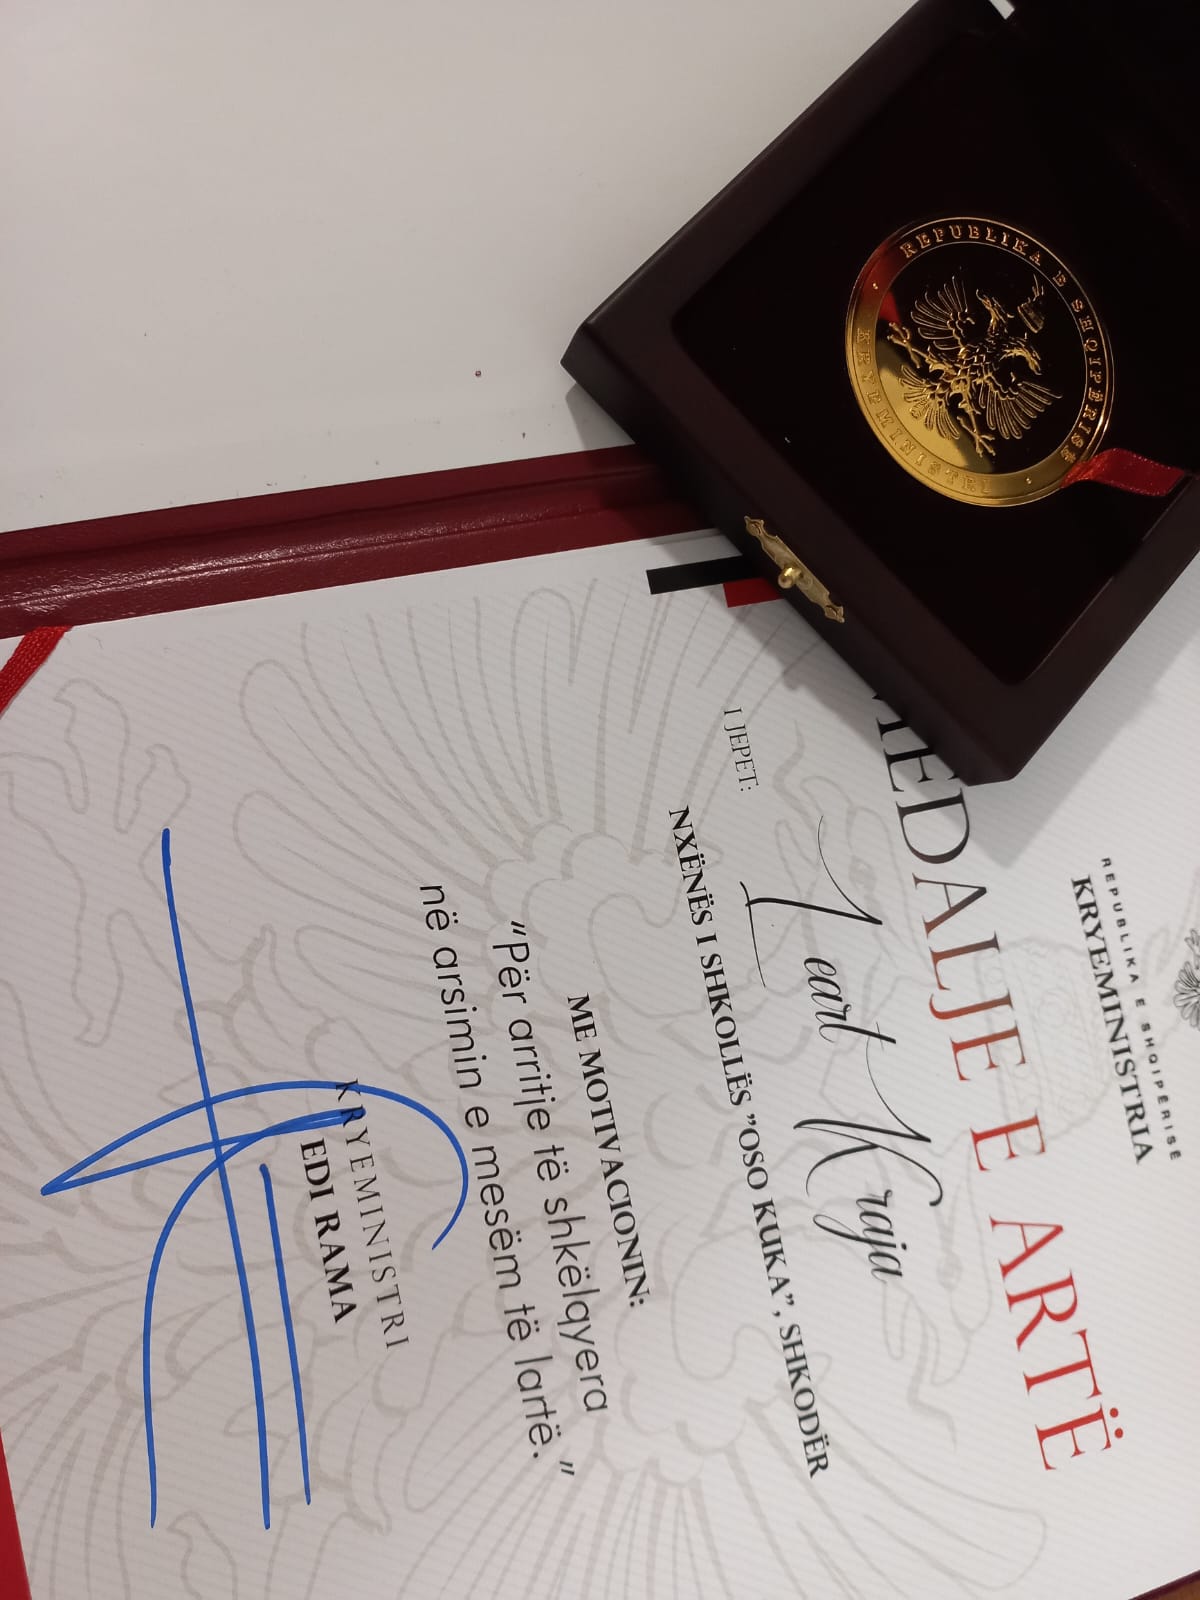 REPUBLIKA E SHQIPËRISË
KRYEMINISTRI
REPUBLIKA E SHQIPËRISË
KRYEMINISTRIA
MEDALJE E ARTË
I JEPET:
Leart Kraja
NXËNËS I SHKOLLËS "OSO KUKA", SHKODËR
ME MOTIVACIONIN:
"Për arritje të shkëlqyera
në arsimin e mesëm të lartë."
KRYEMINISTRI
EDI RAMA